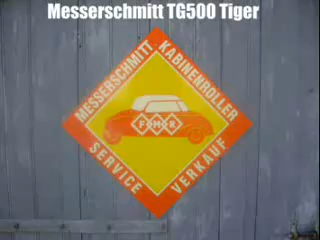 Messerschmitt TG500 Tiger
MESSERSCHMITT
KABINENROLLER
FMR
SERVICE
VERKAUF